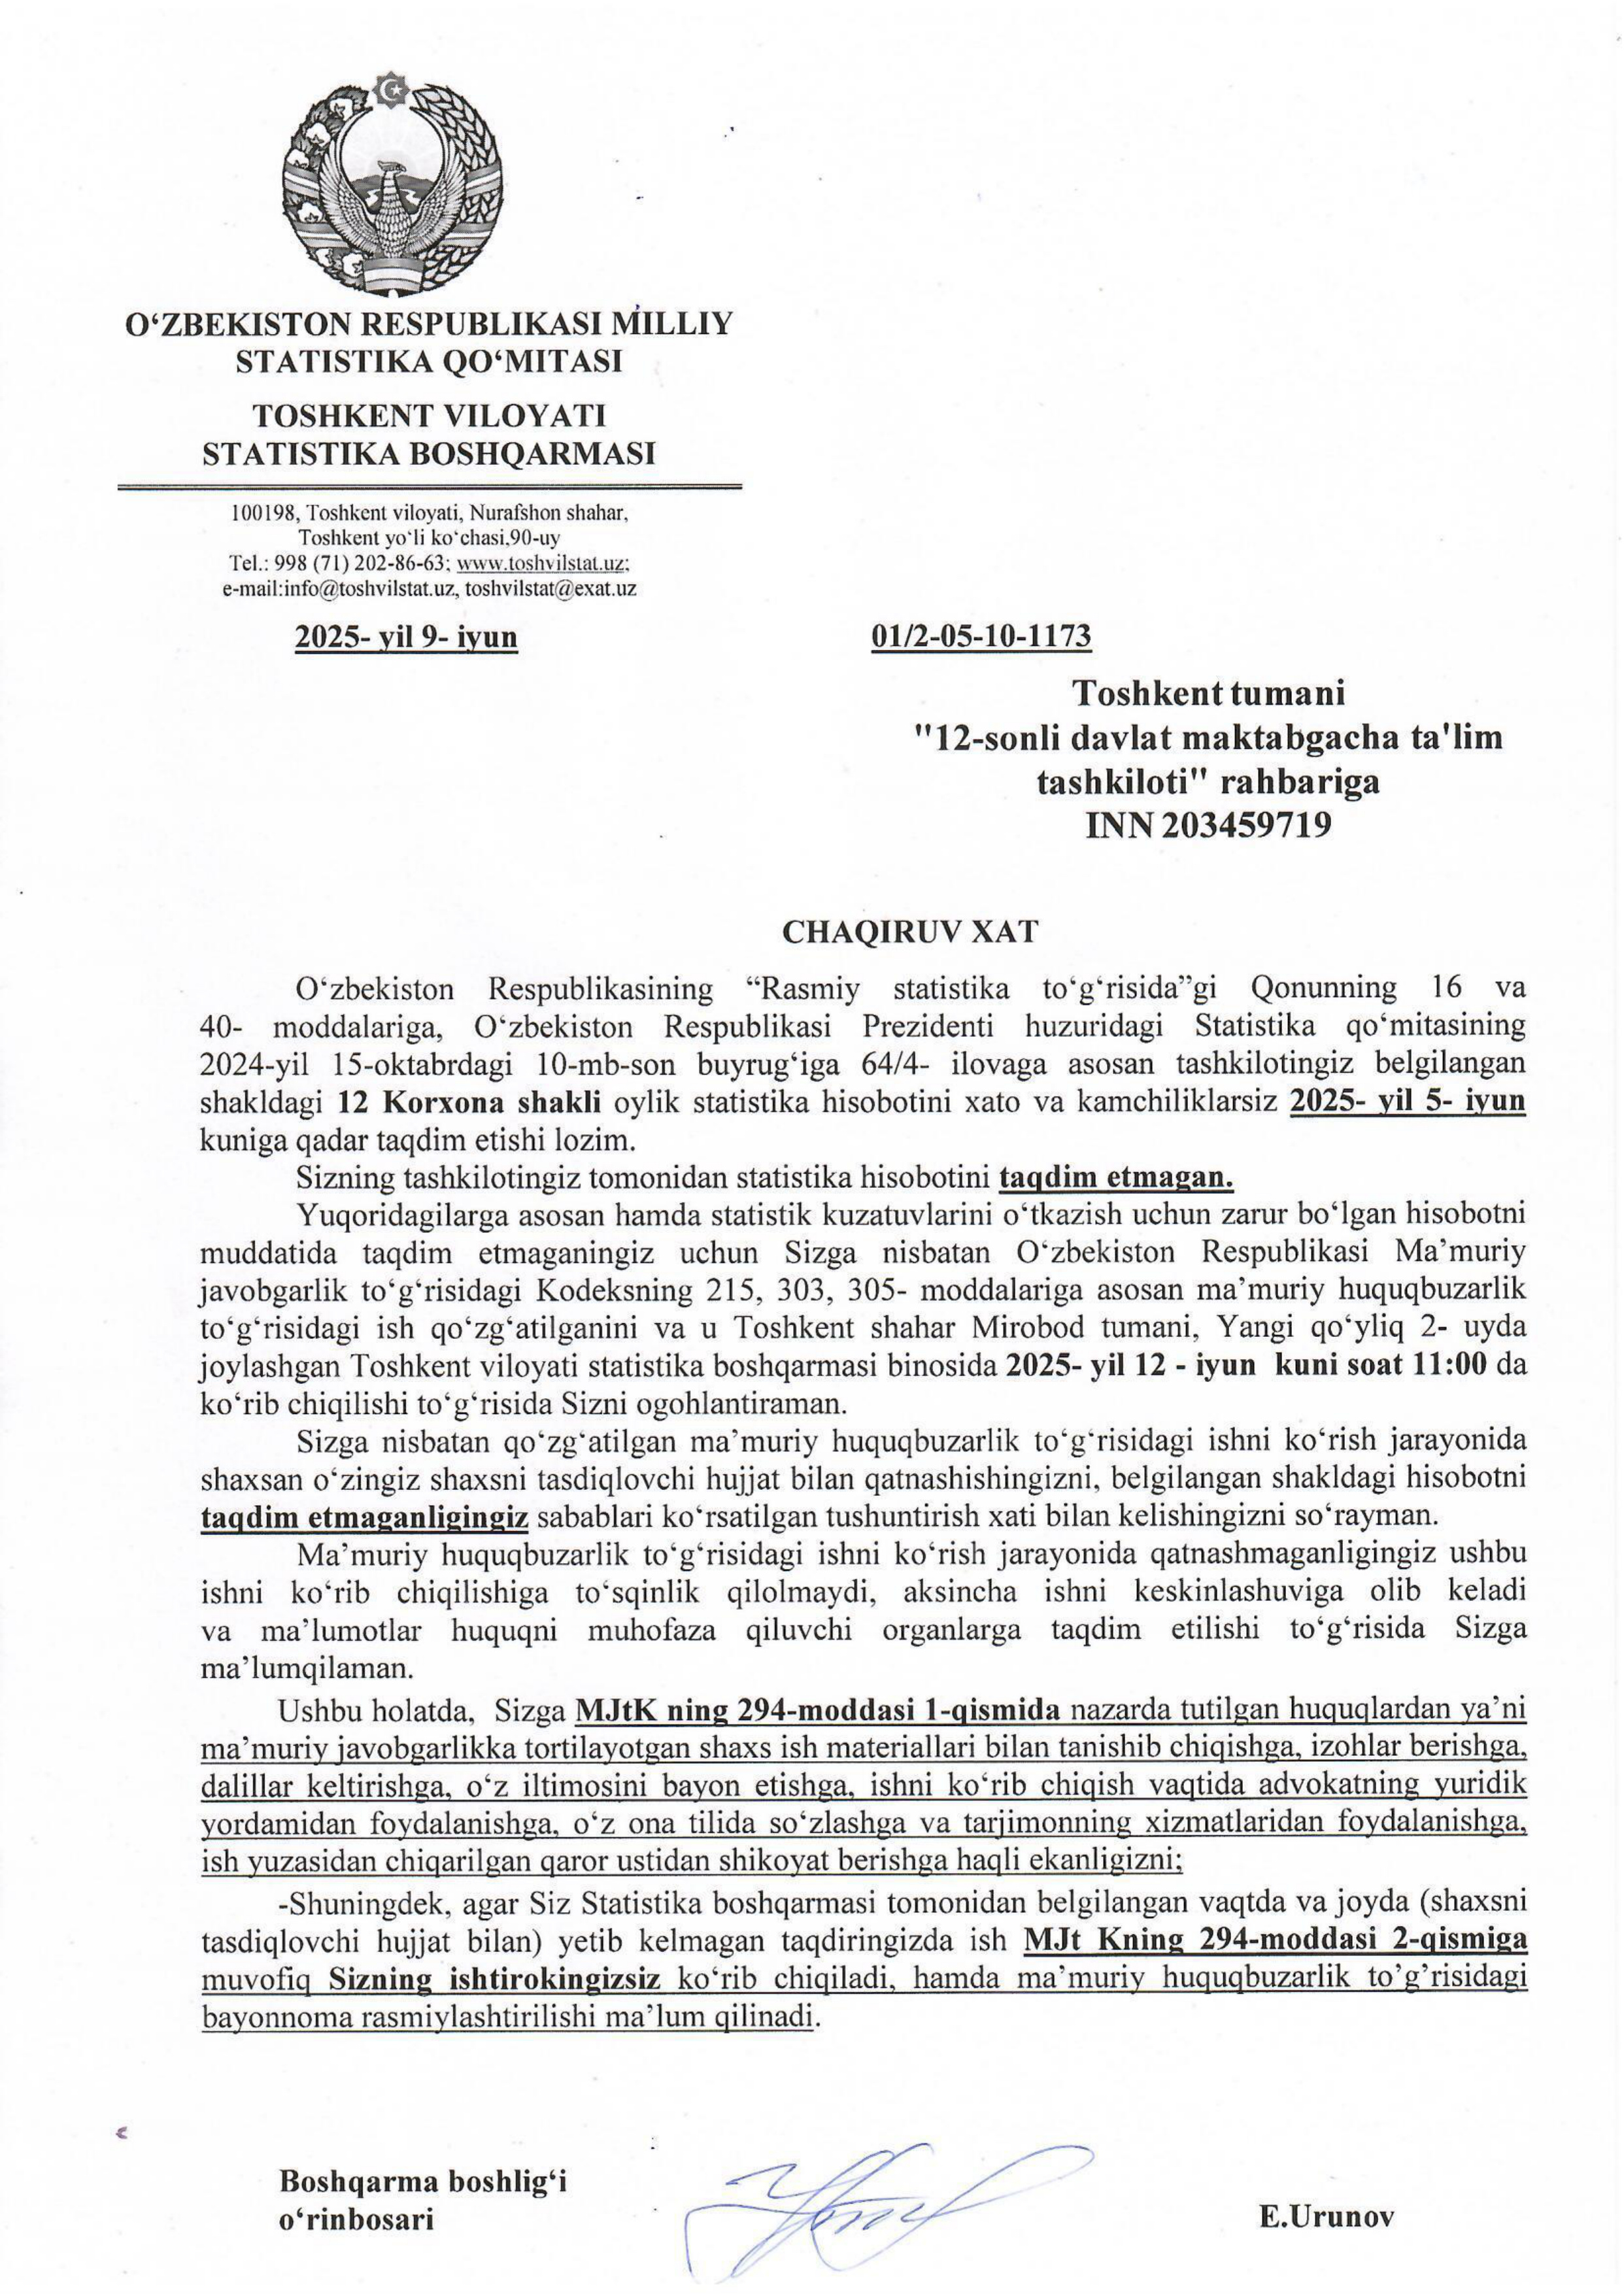 O‘ZBEKISTON RESPUBLIKASI MILLIY
STATISTIKA QO‘MITASI
TOSHKENT VILOYATI
STATISTIKA BOSHQARMASI
100198, Toshkent viloyati, Nurafshon shahar,
Toshkent yo‘li ko‘chasi,90-uy
Tel.: 998 (71) 202-86-63; www.toshvilstat.uz;
e-mail:info@toshvilstat.uz, toshvilstat@exat.uz
2025- yil 9- iyun 01/2-05-10-1173
Toshkent tumani
"12-sonli davlat maktabgacha ta'lim
tashkiloti" rahbariga
INN 203459719
CHAQIRUV XAT
O‘zbekiston Respublikasining “Rasmiy statistika to‘g‘risida”gi Qonunning 16 va
40- moddalariga, O‘zbekiston Respublikasi Prezidenti huzuridagi Statistika qo‘mitasining
2024-yil 15-oktabrdagi 10-mb-son buyrug‘iga 64/4- ilovaga asosan tashkilotingiz belgilangan
shakldagi 12 Korxona shakli oylik statistika hisobotini xato va kamchiliklarsiz 2025- yil 5- iyun
kuniga qadar taqdim etishi lozim.
Sizning tashkilotingiz tomonidan statistika hisobotini taqdim etmagan.
Yuqoridagilarga asosan hamda statistik kuzatuvlarini o‘tkazish uchun zarur bo‘lgan hisobotni
muddatida taqdim etmaganingiz uchun Sizga nisbatan O‘zbekiston Respublikasi Ma’muriy
javobgarlik to‘g‘risidagi Kodeksning 215, 303, 305- moddalariga asosan ma’muriy huquqbuzarlik
to‘g‘risidagi ish qo‘zg‘atilganini va u Toshkent shahar Mirobod tumani, Yangi qo‘yliq 2- uyda
joylashgan Toshkent viloyati statistika boshqarmasi binosida 2025- yil 12 - iyun kuni soat 11:00 da
ko‘rib chiqilishi to‘g‘risida Sizni ogohlantiraman.
Sizga nisbatan qo‘zg‘atilgan ma’muriy huquqbuzarlik to‘g‘risidagi ishni ko‘rish jarayonida
shaxsan o‘zingiz shaxsni tasdiqlovchi hujjat bilan qatnashishingizni, belgilangan shakldagi hisobotni
taqdim etmaganligingiz sabablari ko‘rsatilgan tushuntirish xati bilan kelishingizni so‘rayman.
Ma’muriy huquqbuzarlik to‘g‘risidagi ishni ko‘rish jarayonida qatnashmaganligingiz ushbu
ishni ko‘rib chiqilishiga to‘sqinlik qilolmaydi, aksincha ishni keskinlashuviga olib keladi
va ma’lumotlar huquqni muhofaza qiluvchi organlarga taqdim etilishi to‘g‘risida Sizga
ma’lumqilaman.
Ushbu holatda, Sizga MJtK ning 294-moddasi 1-qismida nazarda tutilgan huquqlardan ya’ni
ma’muriy javobgarlikka tortilayotgan shaxs ish materiallari bilan tanishib chiqishga, izohlar berishga,
dalillar keltirishga, o‘z iltimosini bayon etishga, ishni ko‘rib chiqish vaqtida advokatning yuridik
yordamidan foydalanishga, o‘z ona tilida so‘zlashga va tarjimonning xizmatlaridan foydalanishga,
ish yuzasidan chiqarilgan qaror ustidan shikoyat berishga haqli ekanligizni;
-Shuningdek, agar Siz Statistika boshqarmasi tomonidan belgilangan vaqtda va joyda (shaxsni
tasdiqlovchi hujjat bilan) yetib kelmagan taqdiringizda ish MJt Kning 294-moddasi 2-qismiga
muvofiq Sizning ishtirokingizsiz ko‘rib chiqiladi, hamda ma’muriy huquqbuzarlik to’g’risidagi
bayonnoma rasmiylashtirilishi ma’lum qilinadi.
Boshqarma boshlig‘i
o‘rinbosari E.Urunov